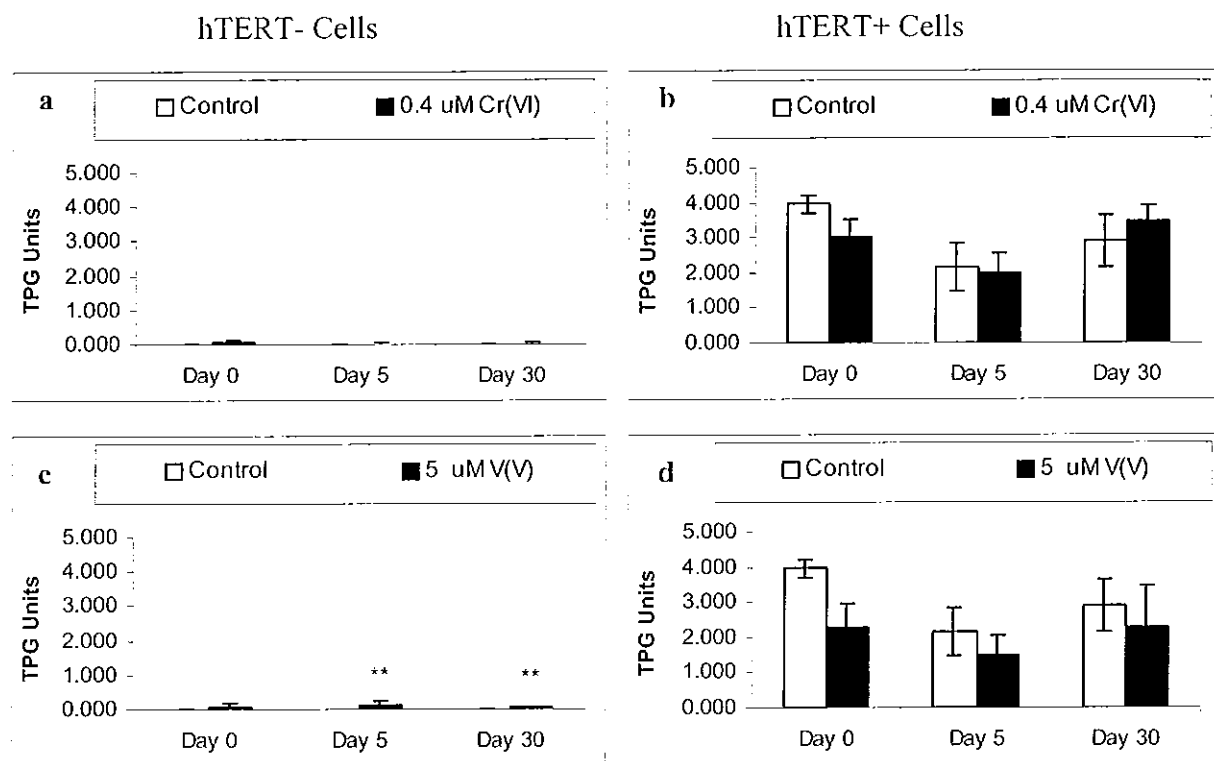 hTERT- Cells
hTERT+ Cells
a
Control
0.4 uM Cr(VI)
TPG Units
5.000
4.000
3.000
2.000
1.000
0.000
Day 0
Day 5
Day 30
b
Control
0.4 uM Cr(VI)
TPG Units
5.000
4.000
3.000
2.000
1.000
0.000
Day 0
Day 5
Day 30
c
Control
5 uM V(V)
TPG Units
5.000
4.000
3.000
2.000
1.000
0.000
**
**
Day 0
Day 5
Day 30
d
Control
5 uM V(V)
TPG Units
5.000
4.000
3.000
2.000
1.000
0.000
Day 0
Day 5
Day 30